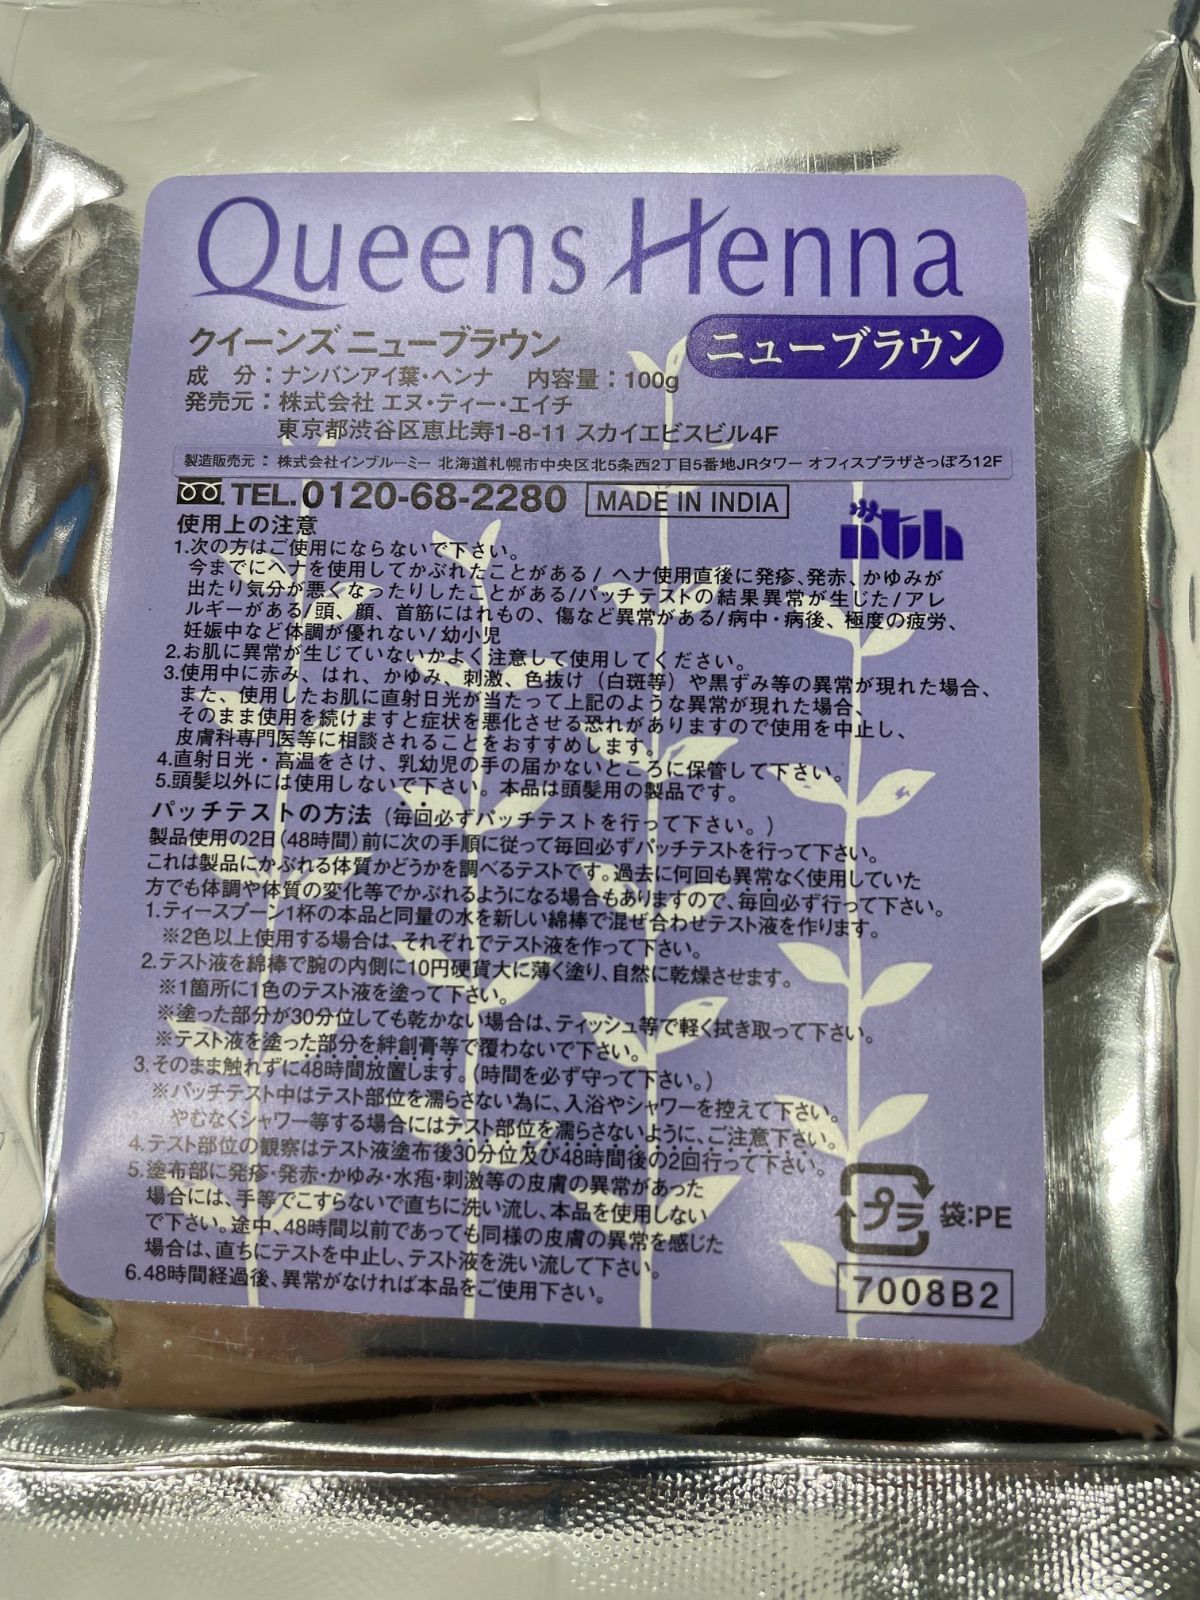 Queens Henna
クイーンズ ニューブラウン
ニューブラウン
成　分：ナンバンアイ葉・ヘンナ　内容量：100g
発売元：株式会社 エヌ・ティー・エイチ
東京都渋谷区恵比寿1-8-11 スカイエビスビル4F
製造販売元： 株式会社インブルーミー 北海道札幌市中央区北5条西2丁目5番地JRタワー オフィスプラザさっぽろ12F
TEL.0120-68-2280 MADE IN INDIA
nth
使用上の注意
1.次の方はご使用にならないで下さい。
今までにヘナを使用してかぶれたことがある/ ヘナ使用直後に発疹、発赤、かゆみが
出たり気分が悪くなったりしたことがある/パッチテストの結果異常が生じた/アレ
ルギーがある/頭、顔、首筋にはれもの、傷など異常がある/病中・病後、極度の疲労、
妊娠中など体調が優れない/ 幼小児
2.お肌に異常が生じていないかよく注意して使用してください。
3.使用中に赤み、はれ、かゆみ、刺激、色抜け（白斑等）や黒ずみ等の異常が現れた場合、
また、使用したお肌に直射日光が当たって上記のような異常が現れた場合、
そのまま使用を続けますと症状を悪化させる恐れがありますので使用を中止し、
皮膚科専門医等に相談されることをおすすめします。
4.直射日光・高温をさけ、乳幼児の手の届かないところに保管して下さい。
5.頭髪以外には使用しないで下さい。本品は頭髪用の製品です。
パッチテストの方法（毎回必ずパッチテストを行って下さい。）
製品使用の2日(48時間)前に次の手順に従って毎回必ずパッチテストを行って下さい。
これは製品にかぶれる体質かどうかを調べるテストです。過去に何回も異常なく使用していた
方でも体調や体質の変化等でかぶれるようになる場合もありますので、毎回必ず行って下さい。
1.ティースプーン1杯の本品と同量の水を新しい綿棒で混ぜ合わせテスト液を作ります。
※2色以上使用する場合は、それぞれでテスト液を作って下さい。
2.テスト液を綿棒で腕の内側に10円硬貨大に薄く塗り、自然に乾燥させます。
※1箇所に1色のテスト液を塗って下さい。
※塗った部分が30分位しても乾かない場合は、ティッシュ等で軽く拭き取って下さい。
※テスト液を塗った部分を絆創膏等で覆わないで下さい。
3.そのまま触れずに48時間放置します。(時間を必ず守って下さい。)
※パッチテスト中はテスト部位を濡らさない為に、入浴やシャワーを控えて下さい。
やむなくシャワー等する場合にはテスト部位を濡らさないように、ご注意下さい。
4.テスト部位の観察はテスト液塗布後30分位及び48時間後の2回行って下さい。
5.塗布部に発疹・発赤・かゆみ・水疱・刺激等の皮膚の異常があった
場合には、手等でこすらないで直ちに洗い流し、本品を使用しない
で下さい。途中、48時間以前であっても同様の皮膚の異常を感じた
場合は、直ちにテストを中止し、テスト液を洗い流して下さい。
6.48時間経過後、異常がなければ本品をご使用下さい。
プラ 袋:PE
7008B2